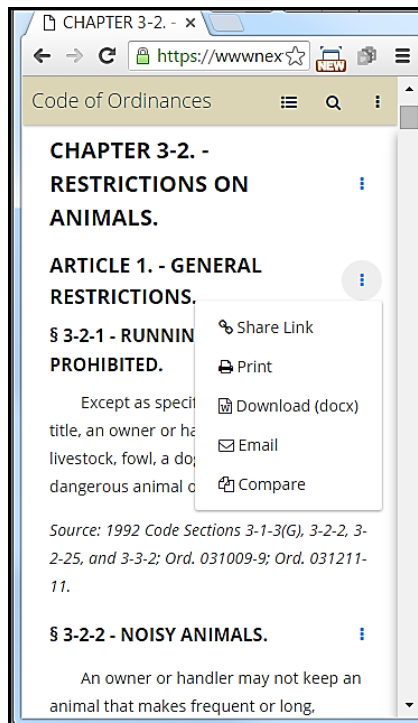 CHAPTER 3-2. -
https://wwwnex
NEW
Code of Ordinances
CHAPTER 3-2. -
RESTRICTIONS ON
ANIMALS.
ARTICLE 1. - GENERAL
RESTRICTIONS.
§ 3-2-1 - RUNNIN
PROHIBITED.
Share Link
Print
Download (docx)
Email
Compare
Except as specif
title, an owner or ha
livestock, fowl, a dog
dangerous animal o
Source: 1992 Code Sections 3-1-3(G), 3-2-2, 3-
2-25, and 3-3-2; Ord. 031009-9; Ord. 031211-
11.
§ 3-2-2 - NOISY ANIMALS.
An owner or handler may not keep an
animal that makes frequent or long,